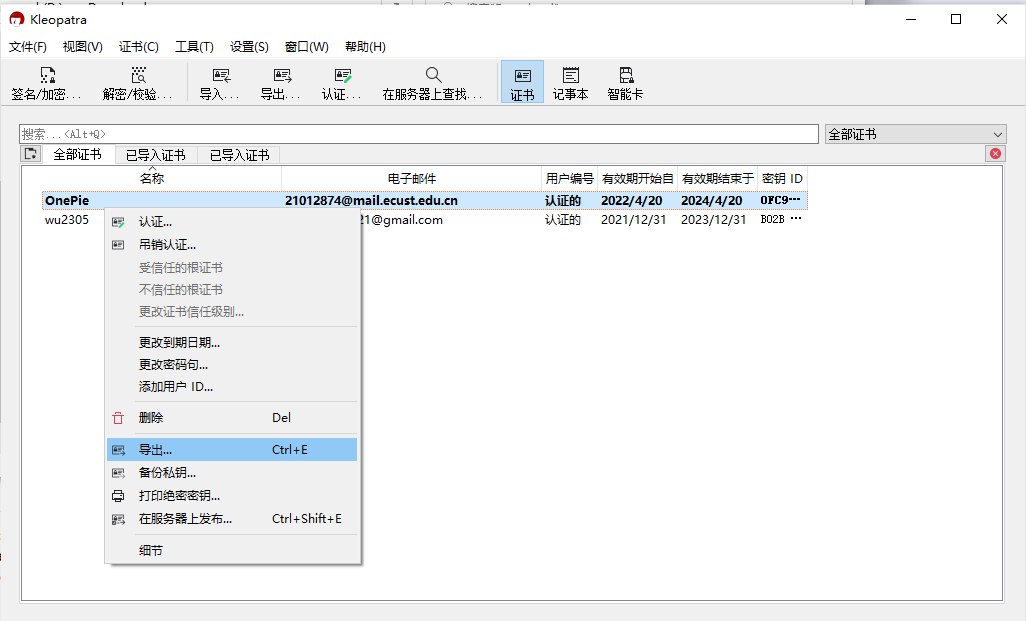 Kleopatra
文件(F) 视图(V) 证书(C) 工具(T) 设置(S) 窗口(W) 帮助(H)
签名/加密... 解密/校验... 导入... 导出... 认证... 在服务器上查找... 证书 记事本 智能卡
搜索...<Alt+Q> 全部证书
全部证书 已导入证书 已导入证书
名称 电子邮件 用户编号 有效期开始自 有效期结束于 密钥 ID
OnePie 21012874@mail.ecust.edu.cn 认证的 2022/4/20 2024/4/20 0FC9···
wu2305 21@gmail.com 认证的 2021/12/31 2023/12/31 B02B ···
认证...
吊销认证...
受信任的根证书
不信任的根证书
更改证书信任级别...
更改到期日期...
更改密码句...
添加用户 ID...
删除 Del
导出... Ctrl+E
备份私钥...
打印绝密密钥...
在服务器上发布... Ctrl+Shift+E
细节